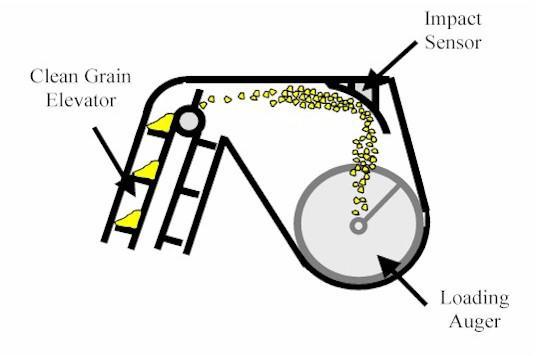 Impact
Sensor
Clean Grain
Elevator
Loading
Auger